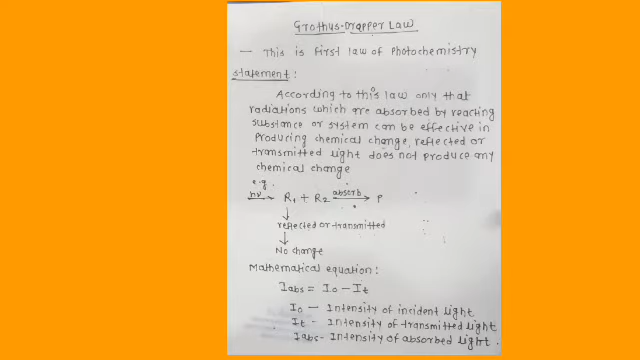 Grothus-Drapper Law
— This is first law of Photochemistry
statement:
According to this law only that
radiations which are absorbed by reacting
substance or system can be effective in
producing chemical change, reflected or
transmitted light does not produce any
chemical change
e.g.
hν→ R₁ + R₂ absorb→ P
↓
reflected or transmitted
↓
No change
Mathematical equation:
Iabs = Io - It
Io — Intensity of incident light
It - Intensity of transmitted light
Iabs- Intensity of absorbed light.